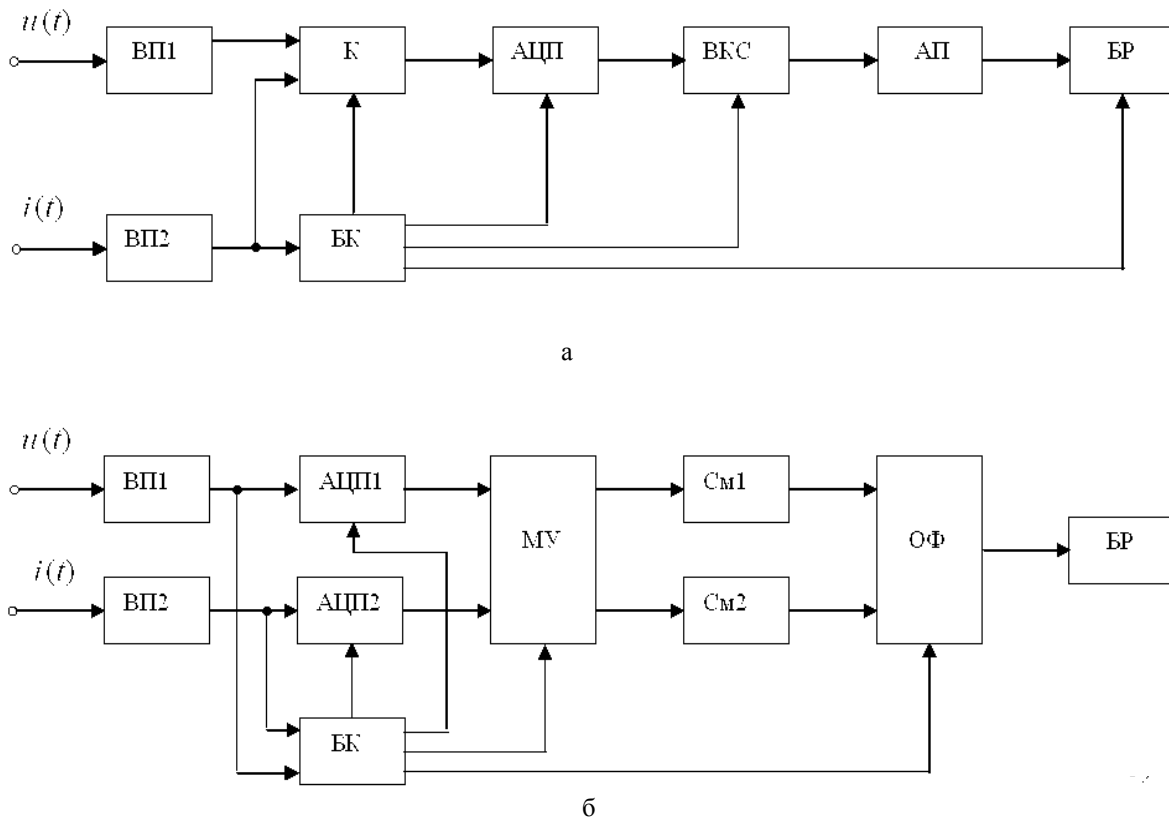 u(t)
ВП1
К
АЦП
ВКС
АП
БР
i(t)
ВП2
БК
а
u(t)
ВП1
АЦП1
МУ
См1
ОФ
БР
i(t)
ВП2
АЦП2
См2
БК
б